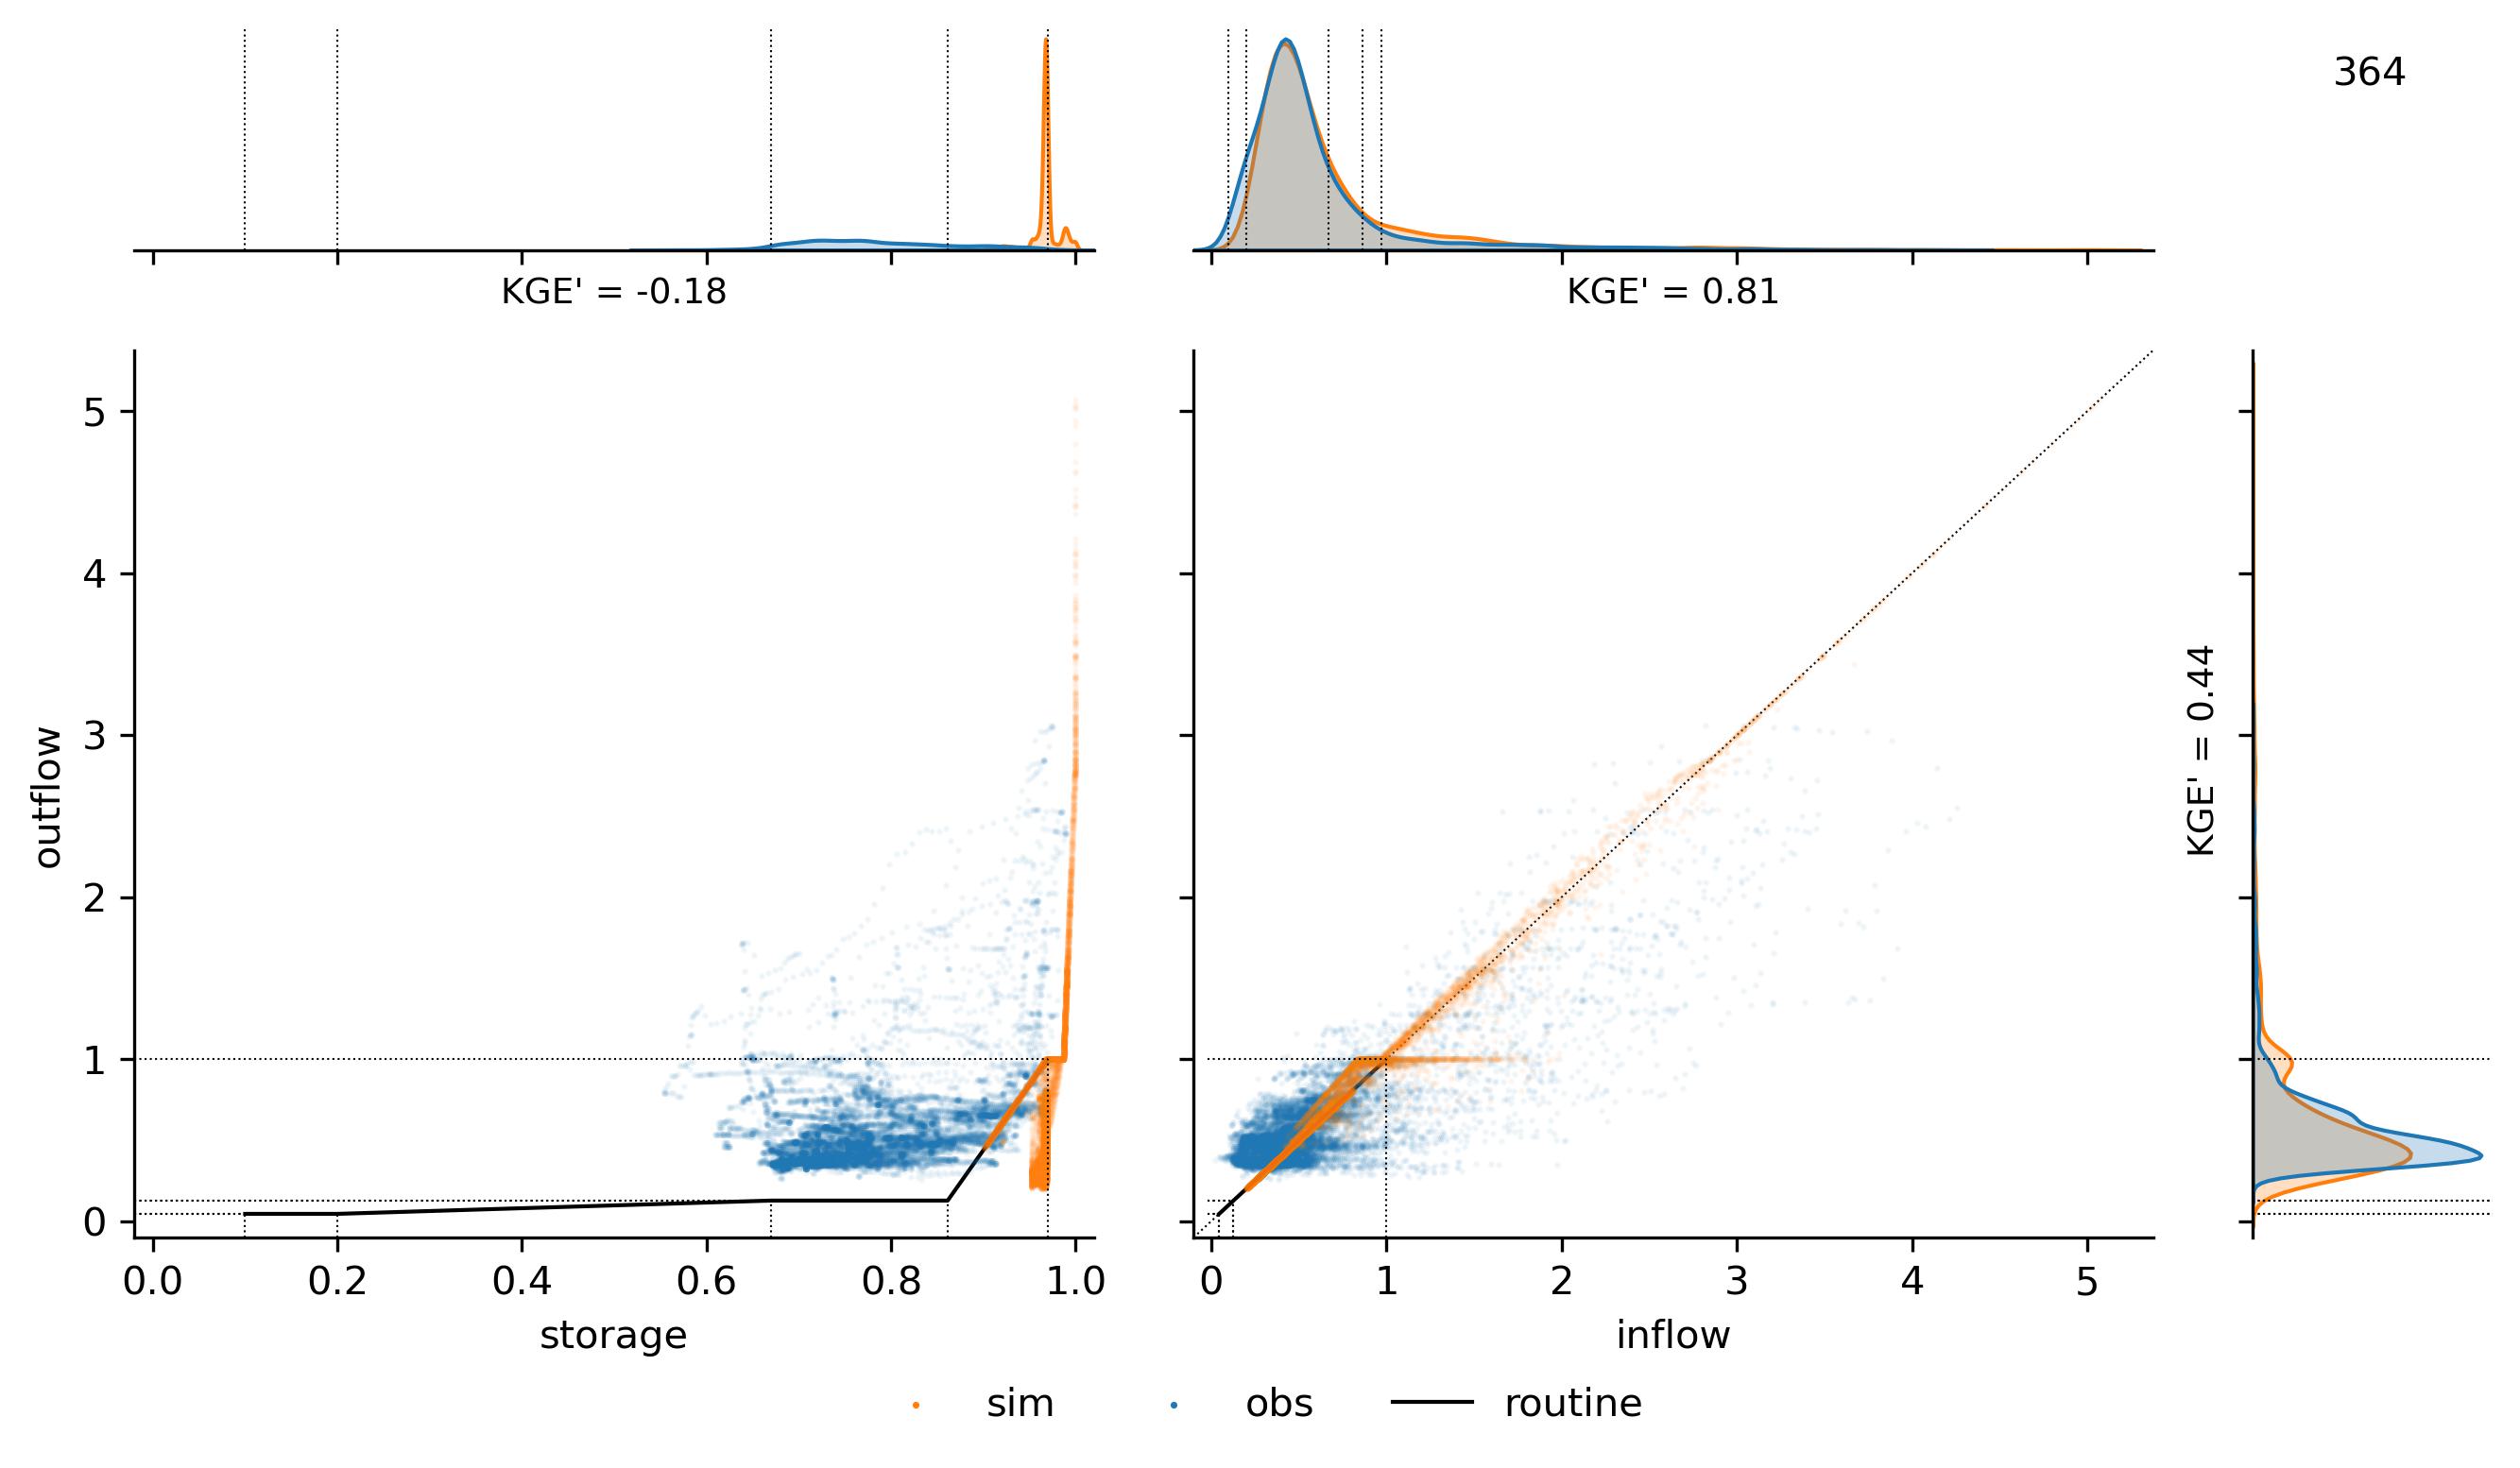 364
KGE' = -0.18
KGE' = 0.81
5
4
3
2
1
0
outflow
KGE' = 0.44
0.0 0.2 0.4 0.6 0.8 1.0
0 1 2 3 4 5
storage
inflow
sim obs routine